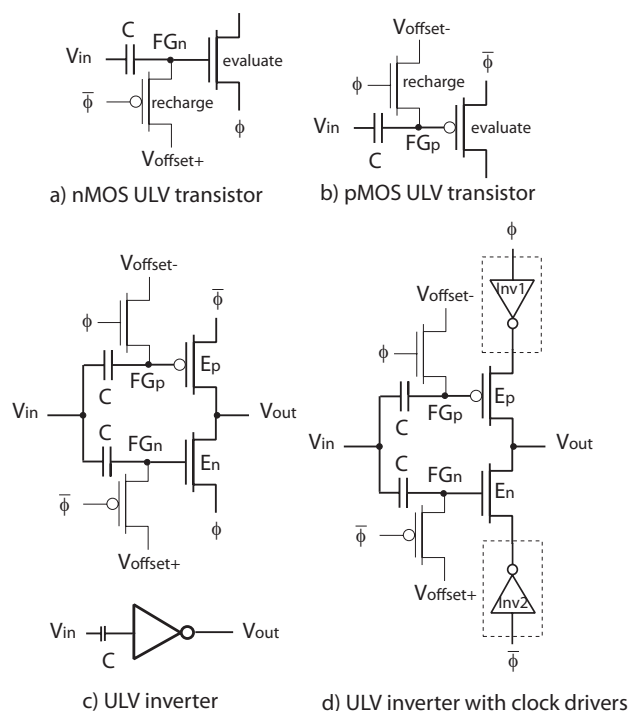 C
Vin
FGn
evaluate
ϕ̅
recharge
ϕ
Voffset+
a) nMOS ULV transistor
Voffset-
ϕ̅
ϕ
Vin
C
FGp
evaluate
b) pMOS ULV transistor
Voffset-
ϕ̅
ϕ
Ep
C
FGp
Vin
Vout
C
FGn
En
ϕ̅
ϕ
Voffset+
Vin
Vout
C
c) ULV inverter
ϕ
Inv1
Voffset-
ϕ
Ep
C
FGp
Vin
Vout
C
FGn
En
ϕ̅
Voffset+
Inv2
ϕ̅
d) ULV inverter with clock drivers